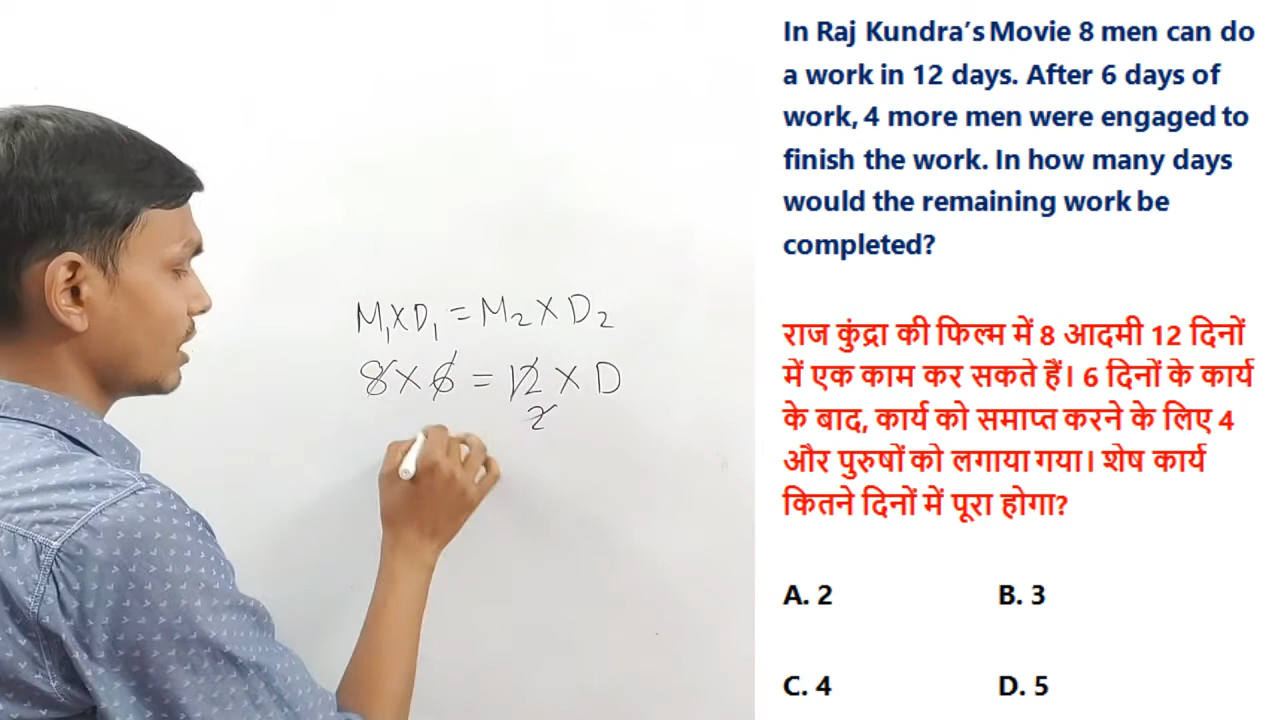 In Raj Kundra's Movie 8 men can do
a work in 12 days. After 6 days of
work, 4 more men were engaged to
finish the work. In how many days
would the remaining work be
completed?
राज कुंद्रा की फिल्म में 8 आदमी 12 दिनों
में एक काम कर सकते हैं। 6 दिनों के कार्य
के बाद, कार्य को समाप्त करने के लिए 4
और पुरुषों को लगाया गया। शेष कार्य
कितने दिनों में पूरा होगा?
A. 2 B. 3
C. 4 D. 5
M₁XD₁ = M₂ X D₂
8 X 6 = 12 X D
2